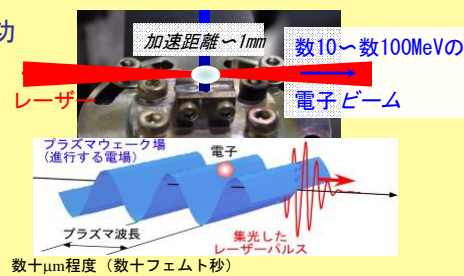 功
加速距離～1mm
数10～数100MeVの
レーザー
電子ビーム
プラズマウェーク場
(進行する電場)
電子
プラズマ波長
集光した
レーザーパルス
数十μm程度（数十フェムト秒）